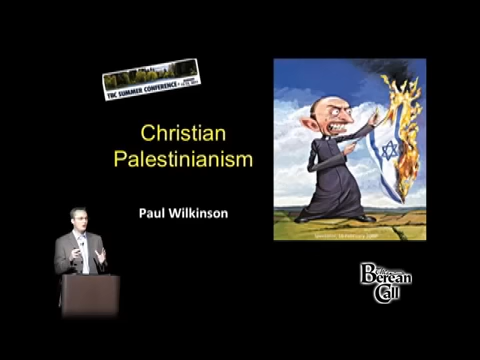 TBC SUMMER CONFERENCE
Christian
Palestinianism
Paul Wilkinson
The
Berean
Call